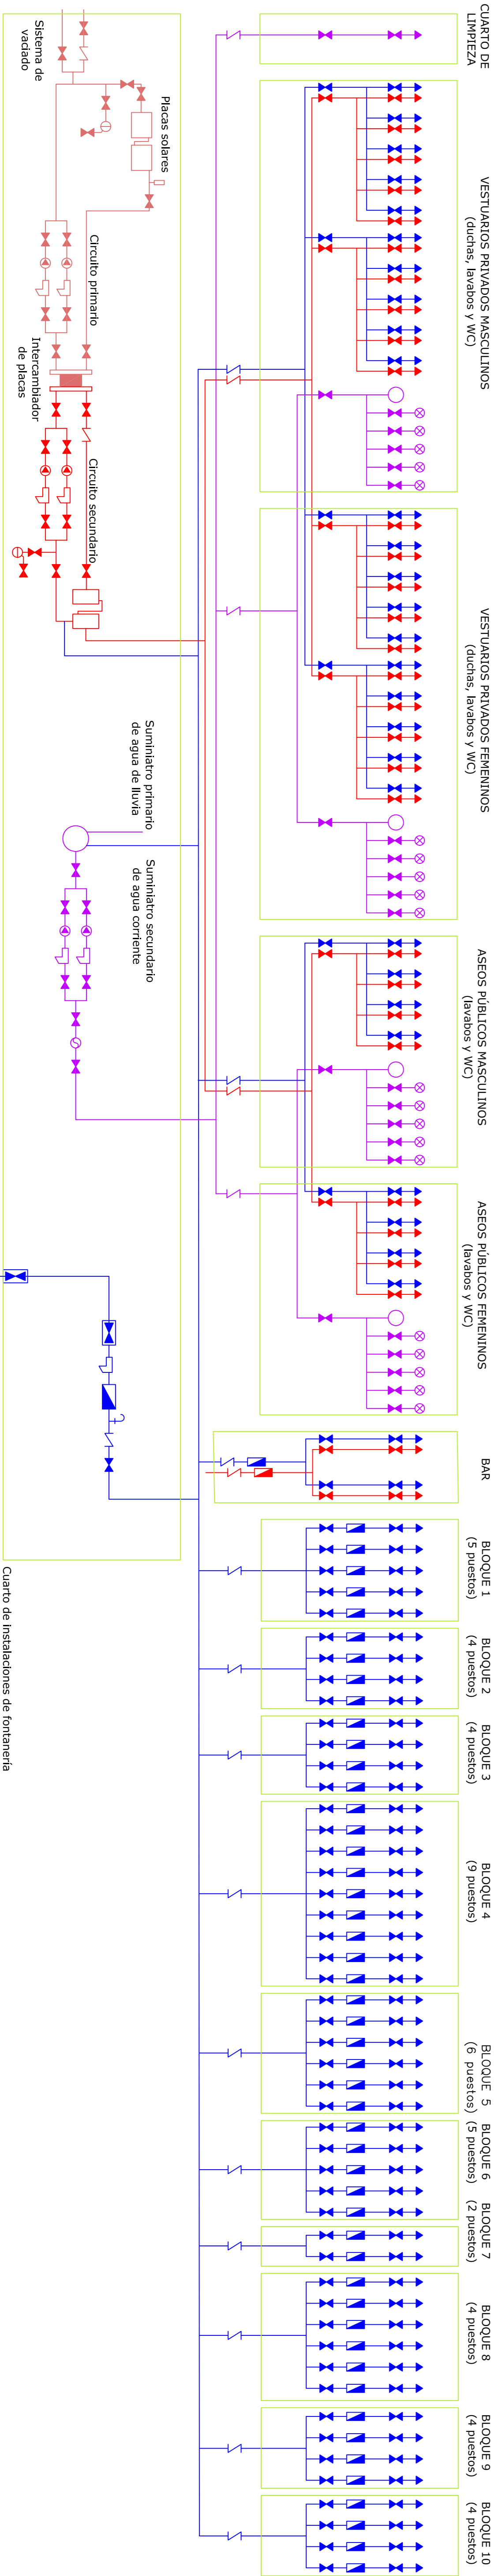 CUARTO DE
LIMPIEZA
VESTUARIOS PRIVADOS MASCULINOS
(duchas, lavabos y WC)
VESTUARIOS PRIVADOS FEMENINOS
(duchas, lavabos y WC)
ASEOS PÚBLICOS MASCULINOS
(lavabos y WC)
ASEOS PÚBLICOS FEMENINOS
(lavabos y WC)
BAR
BLOQUE 1
(5 puestos)
BLOQUE 2
(4 puestos)
BLOQUE 3
(4 puestos)
BLOQUE 4
(9 puestos)
BLOQUE 5
(6 puestos)
BLOQUE 6
(5 puestos)
BLOQUE 7
(2 puestos)
BLOQUE 8
(4 puestos)
BLOQUE 9
(4 puestos)
BLOQUE 10
(4 puestos)
Sistema de
vaciado
Placas solares
Circuito primario
Intercambiador
de placas
Circuito secundario
Suministro primario
de agua de lluvia
Suministro secundario
de agua corriente
Cuarto de instalaciones de fontanería